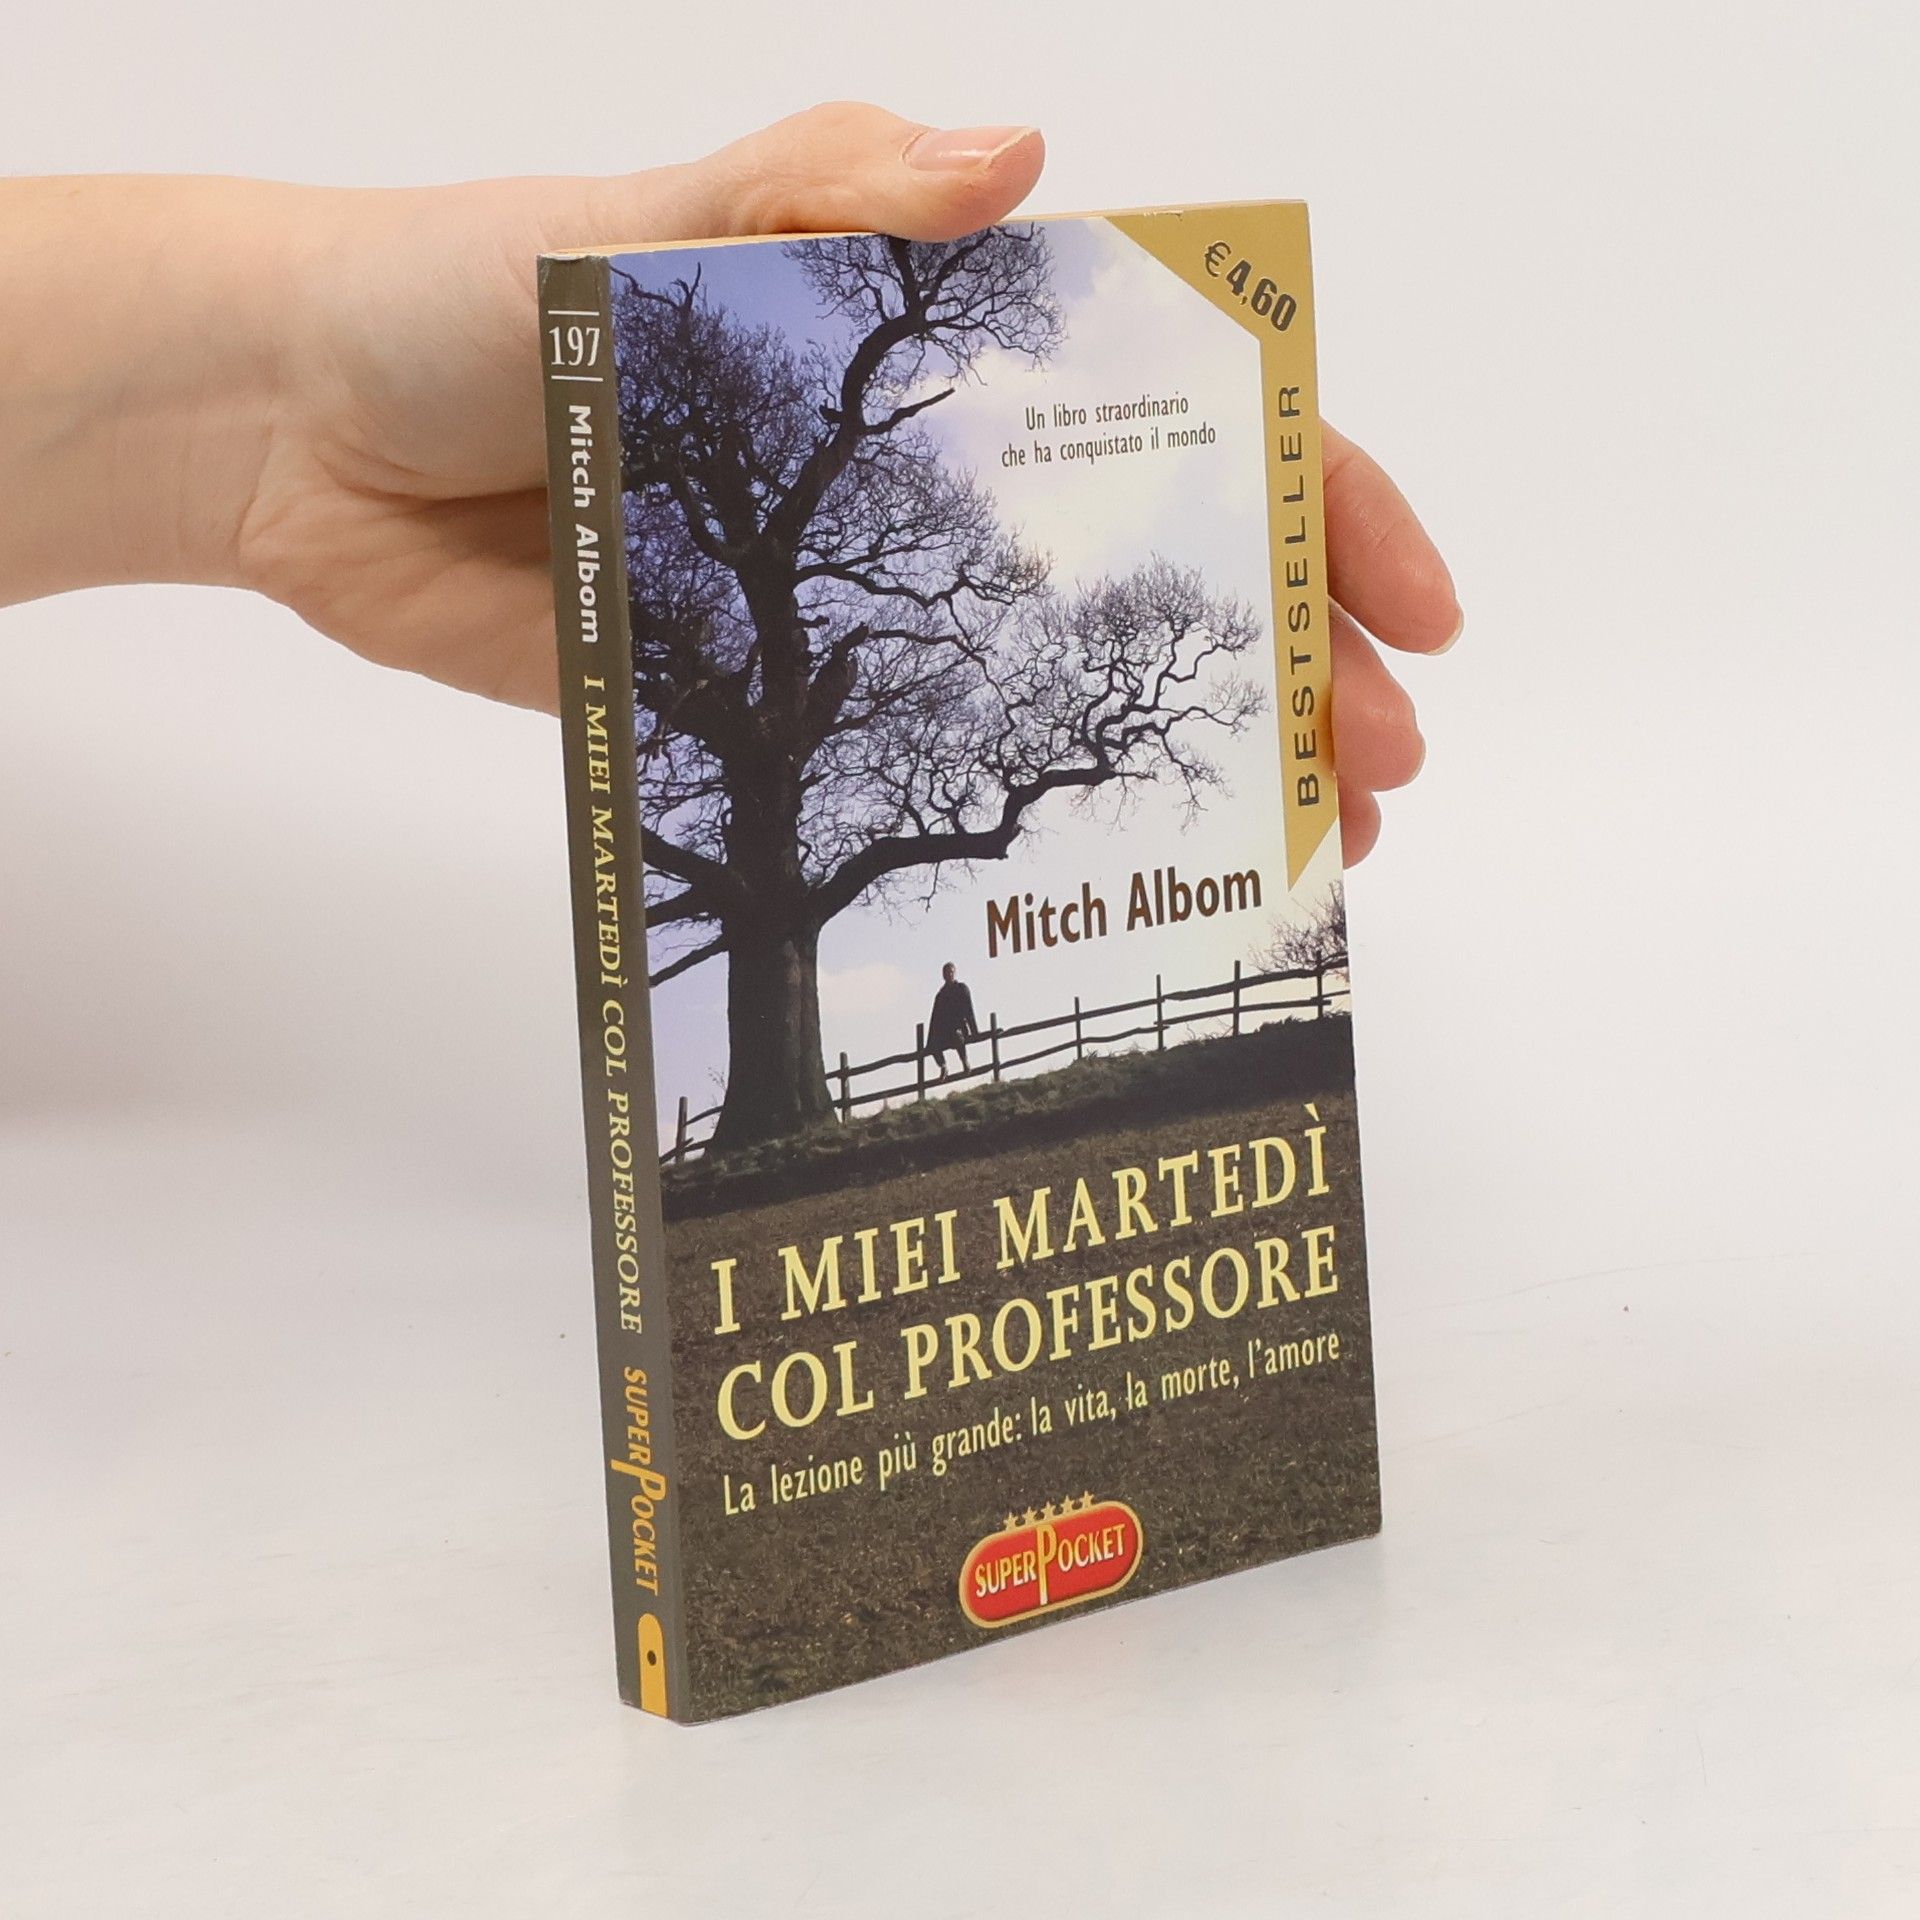 197
Mitch Albom I MIEI MARTEDÌ COL PROFESSORE SUPERPOCKET
€4,60
BESTSELLER
Un libro straordinario
che ha conquistato il mondo
Mitch Albom
I MIEI MARTEDÌ
COL PROFESSORE
La lezione più grande: la vita, la morte, l'amore
SUPERPOCKET